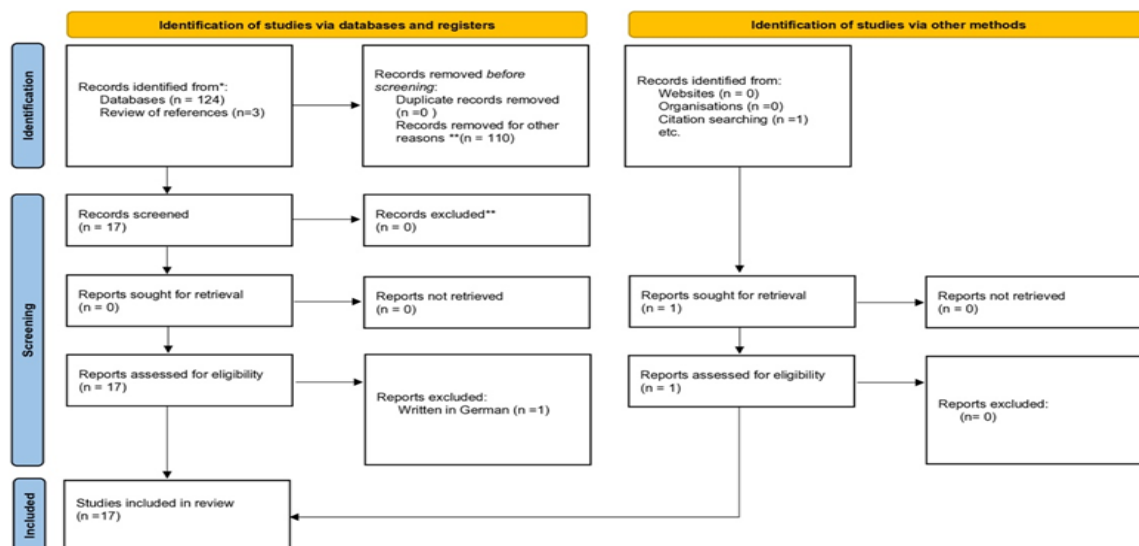 Identification of studies via databases and registers
Identification of studies via other methods
Identification
Records identified from*:
Databases (n = 124)
Review of references (n=3)
Records removed before
screening:
Duplicate records removed
(n =0 )
Records removed for other
reasons **(n = 110)
Records identified from:
Websites (n = 0)
Organisations (n =0)
Citation searching (n =1)
etc.
Screening
Records screened
(n = 17)
Records excluded**
(n = 0)
Reports sought for retrieval
(n = 0)
Reports not retrieved
(n = 0)
Reports sought for retrieval
(n = 1)
Reports not retrieved
(n = 0)
Reports assessed for eligibility
(n = 17)
Reports excluded:
Written in German (n =1)
Reports assessed for eligibility
(n = 1)
Reports excluded:
(n= 0)
Included
Studies included in review
(n =17)